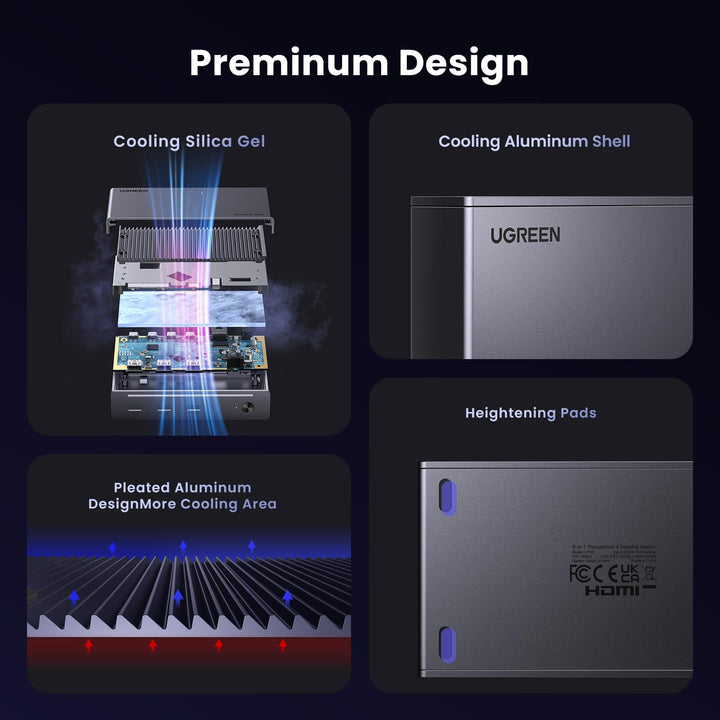 Preminum Design
Cooling Silica Gel
UGREEN
Cooling Aluminum Shell
UGREEN
Pleated Aluminum
DesignMore Cooling Area
Heightening Pads
8-in-1 Thunderbolt 4 Docking Station
FC CE UK CA
HDMI